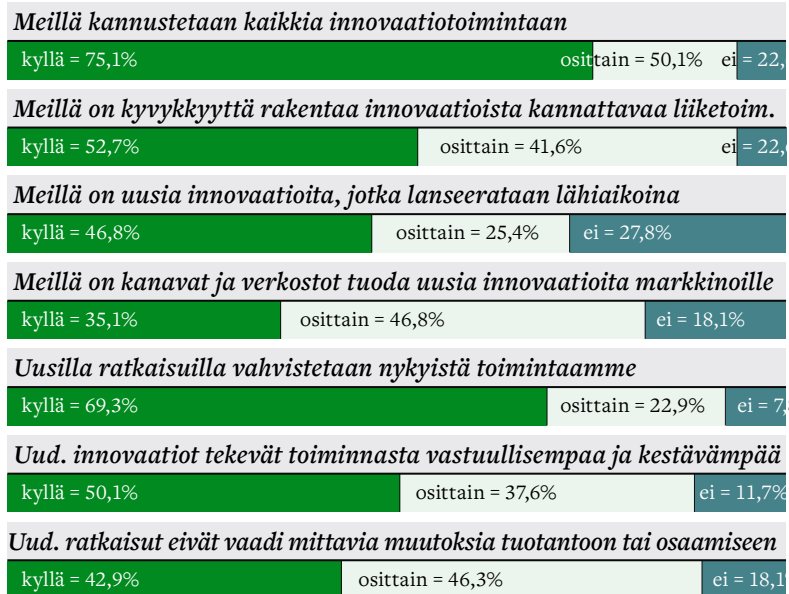 Meillä kannustetaan kaikkia innovaatiotoimintaan
kyllä = 75,1% osittain = 50,1% ei = 22,
Meillä on kyvykkyyttä rakentaa innovaatioista kannattavaa liiketoim.
kyllä = 52,7% osittain = 41,6% ei = 22,
Meillä on uusia innovaatioita, jotka lanseerataan lähiaikoina
kyllä = 46,8% osittain = 25,4% ei = 27,8%
Meillä on kanavat ja verkostot tuoda uusia innovaatioita markkinoille
kyllä = 35,1% osittain = 46,8% ei = 18,1%
Uusilla ratkaisuilla vahvistetaan nykyistä toimintaamme
kyllä = 69,3% osittain = 22,9% ei = 7,
Uud. innovaatiot tekevät toiminnasta vastuullisempaa ja kestävämpää
kyllä = 50,1% osittain = 37,6% ei = 11,7%
Uud. ratkaisut eivät vaadi mittavia muutoksia tuotantoon tai osaamiseen
kyllä = 42,9% osittain = 46,3% ei = 18,1%